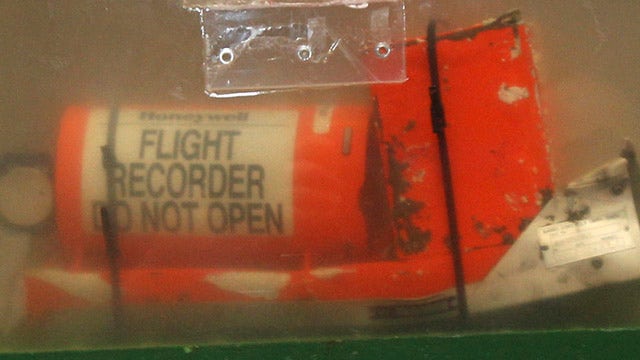 Honeywell
FLIGHT
RECORDER
DO NOT OPEN